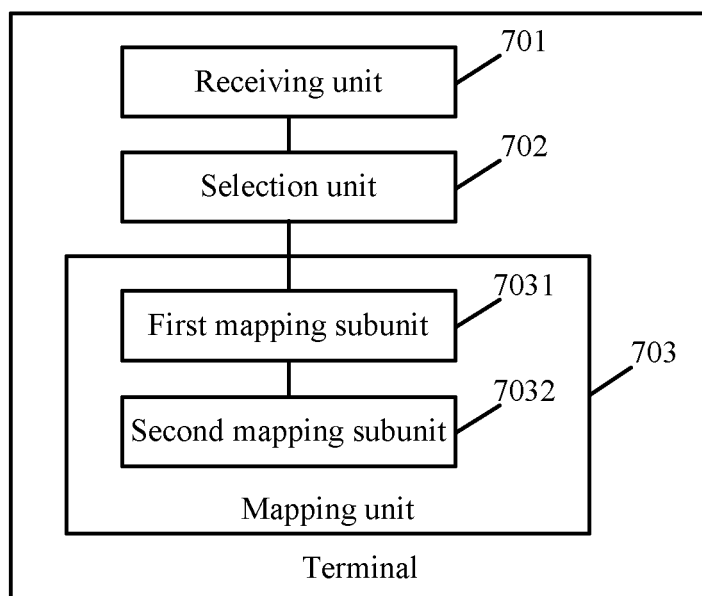 701
Receiving unit
702
Selection unit
7031
First mapping subunit
703
7032
Second mapping subunit
Mapping unit
Terminal